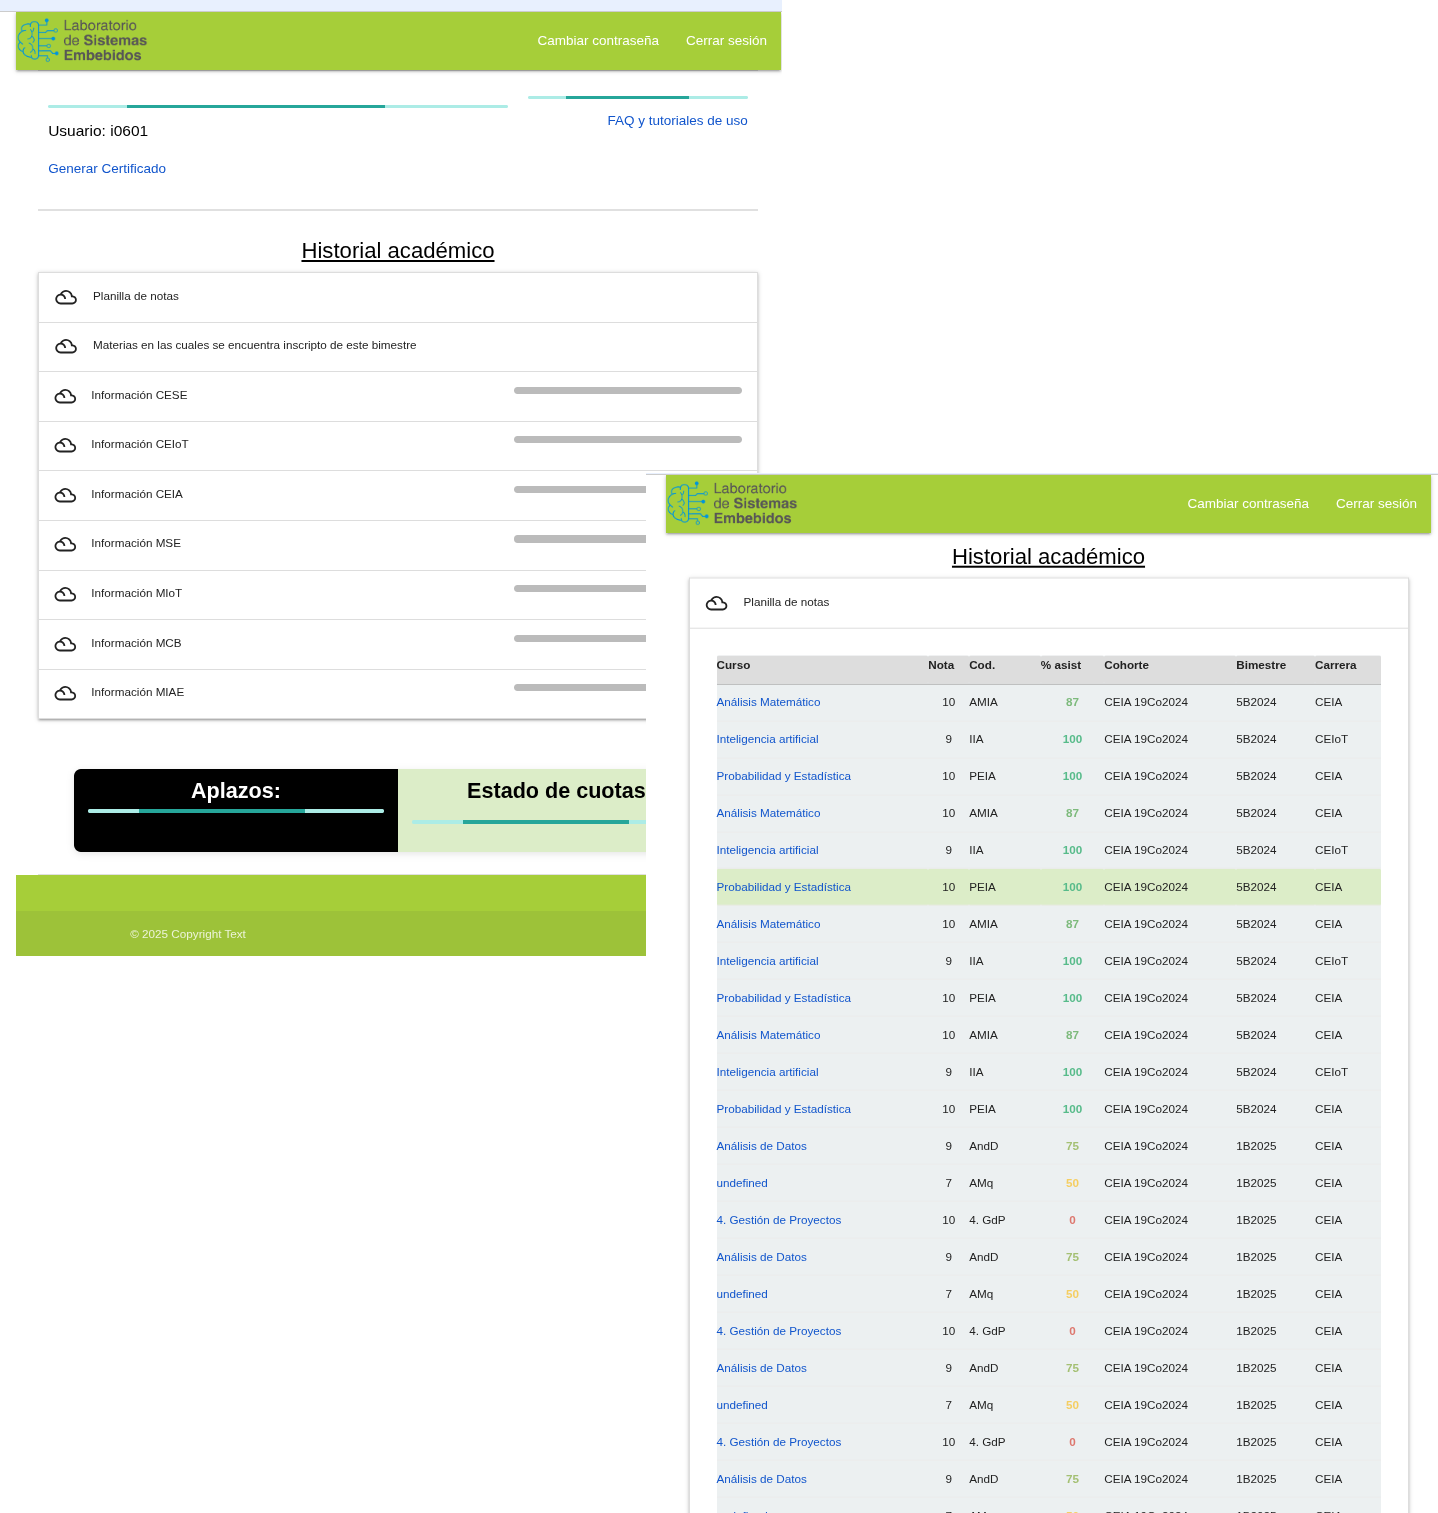 Laboratorio
de Sistemas
Embebidos
Cambiar contraseña Cerrar sesión
FAQ y tutoriales de uso
Usuario: i0601
Generar Certificado
Historial académico
Planilla de notas
Materias en las cuales se encuentra inscripto de este bimestre
Información CESE
Información CEIoT
Información CEIA
Información MSE
Información MIoT
Información MCB
Información MIAE
Aplazos:
Estado de cuotas
© 2025 Copyright Text
Laboratorio
de Sistemas
Embebidos
Cambiar contraseña Cerrar sesión
Historial académico
Planilla de notas
Curso Nota Cod. % asist Cohorte Bimestre Carrera
Análisis Matemático 10 AMIA 87 CEIA 19Co2024 5B2024 CEIA
Inteligencia artificial 9 IIA 100 CEIA 19Co2024 5B2024 CEIoT
Probabilidad y Estadística 10 PEIA 100 CEIA 19Co2024 5B2024 CEIA
Análisis Matemático 10 AMIA 87 CEIA 19Co2024 5B2024 CEIA
Inteligencia artificial 9 IIA 100 CEIA 19Co2024 5B2024 CEIoT
Probabilidad y Estadística 10 PEIA 100 CEIA 19Co2024 5B2024 CEIA
Análisis Matemático 10 AMIA 87 CEIA 19Co2024 5B2024 CEIA
Inteligencia artificial 9 IIA 100 CEIA 19Co2024 5B2024 CEIoT
Probabilidad y Estadística 10 PEIA 100 CEIA 19Co2024 5B2024 CEIA
Análisis Matemático 10 AMIA 87 CEIA 19Co2024 5B2024 CEIA
Inteligencia artificial 9 IIA 100 CEIA 19Co2024 5B2024 CEIoT
Probabilidad y Estadística 10 PEIA 100 CEIA 19Co2024 5B2024 CEIA
Análisis de Datos 9 AndD 75 CEIA 19Co2024 1B2025 CEIA
undefined 7 AMq 50 CEIA 19Co2024 1B2025 CEIA
4. Gestión de Proyectos 10 4. GdP 0 CEIA 19Co2024 1B2025 CEIA
Análisis de Datos 9 AndD 75 CEIA 19Co2024 1B2025 CEIA
undefined 7 AMq 50 CEIA 19Co2024 1B2025 CEIA
4. Gestión de Proyectos 10 4. GdP 0 CEIA 19Co2024 1B2025 CEIA
Análisis de Datos 9 AndD 75 CEIA 19Co2024 1B2025 CEIA
undefined 7 AMq 50 CEIA 19Co2024 1B2025 CEIA
4. Gestión de Proyectos 10 4. GdP 0 CEIA 19Co2024 1B2025 CEIA
Análisis de Datos 9 AndD 75 CEIA 19Co2024 1B2025 CEIA